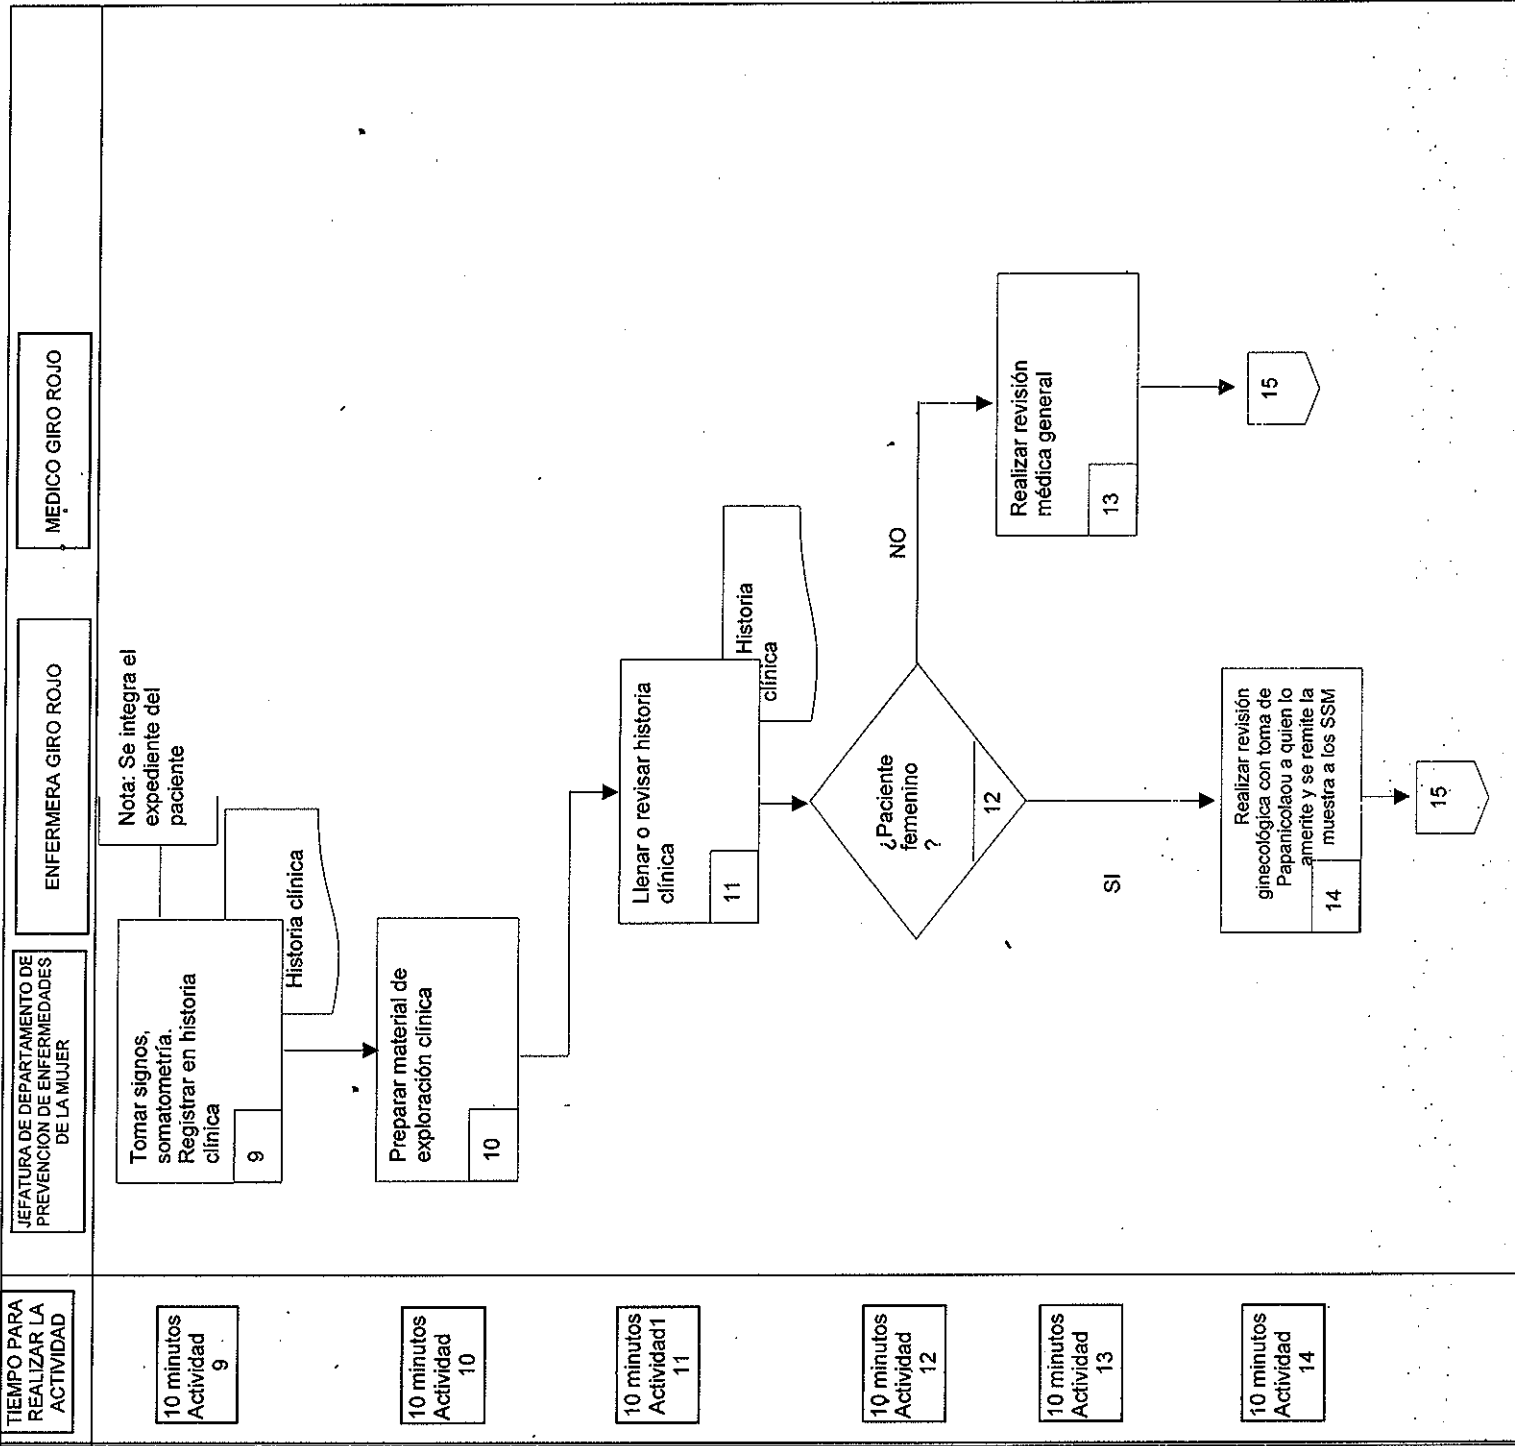 TIEMPO PARA
REALIZAR LA
ACTIVIDAD
JEFATURA DE DEPARTAMENTO DE
PREVENCION DE ENFERMEDADES
DE LA MUJER
ENFERMERA GIRO ROJO
MEDICO GIRO ROJO
10 minutos
Actividad
9
Tomar signos,
somatometría.
Registrar en historia
clínica
9
Historia clínica
Nota: Se integra el
expediente del
paciente
10 minutos
Actividad
10
Preparar material de
exploración clínica
10
10 minutos
Actividad1
11
Llenar o revisar historia
clínica
11
Historia
clínica
10 minutos
Actividad
12
¿Paciente
femenino
?
12
NO
SI
10 minutos
Actividad
13
Realizar revisión
médica general
13
15
10 minutos
Actividad
14
Realizar revisión
ginecológica con toma de
Papanicolaou a quien lo
amerite y se remite la
muestra a los SSM
14
15